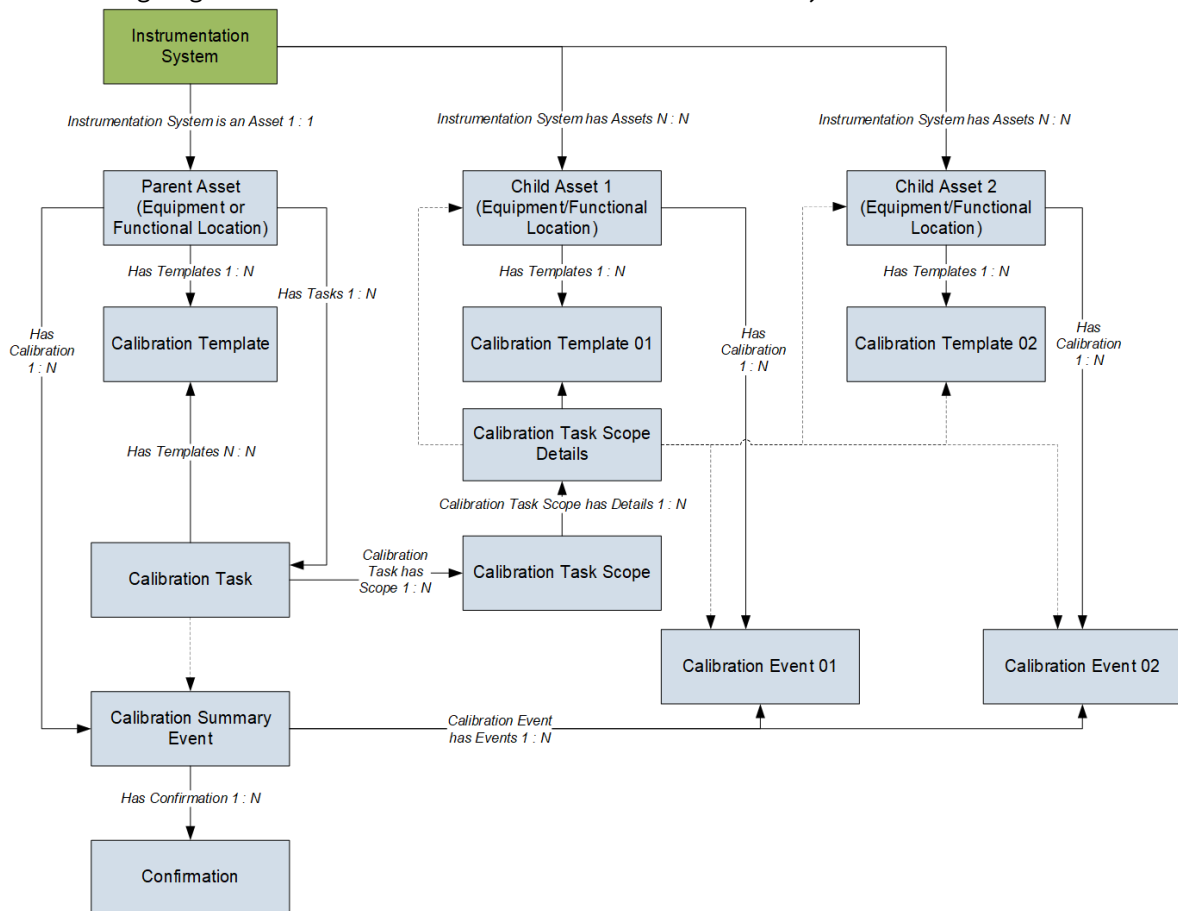 Instrumentation
System
Instrumentation System is an Asset 1 : 1
Instrumentation System has Assets N : N
Instrumentation System has Assets N : N
Parent Asset
(Equipment or
Functional Location)
Child Asset 1
(Equipment/Functional
Location)
Child Asset 2
(Equipment/Functional
Location)
Has Templates 1 : N
Has Tasks 1 : N
Has Templates 1 : N
Has Templates 1 : N
Has
Calibration
1 : N
Calibration Template
Calibration Template 01
Has
Calibration
1 : N
Calibration Template 02
Has
Calibration
1 : N
Has Templates N : N
Calibration Task Scope
Details
Calibration Task Scope has Details 1 : N
Calibration Task
Calibration
Task has
Scope 1 : N
Calibration Task Scope
Calibration Event 01
Calibration Event 02
Calibration Summary
Event
Calibration Event
has Events 1 : N
Has Confirmation 1 : N
Confirmation